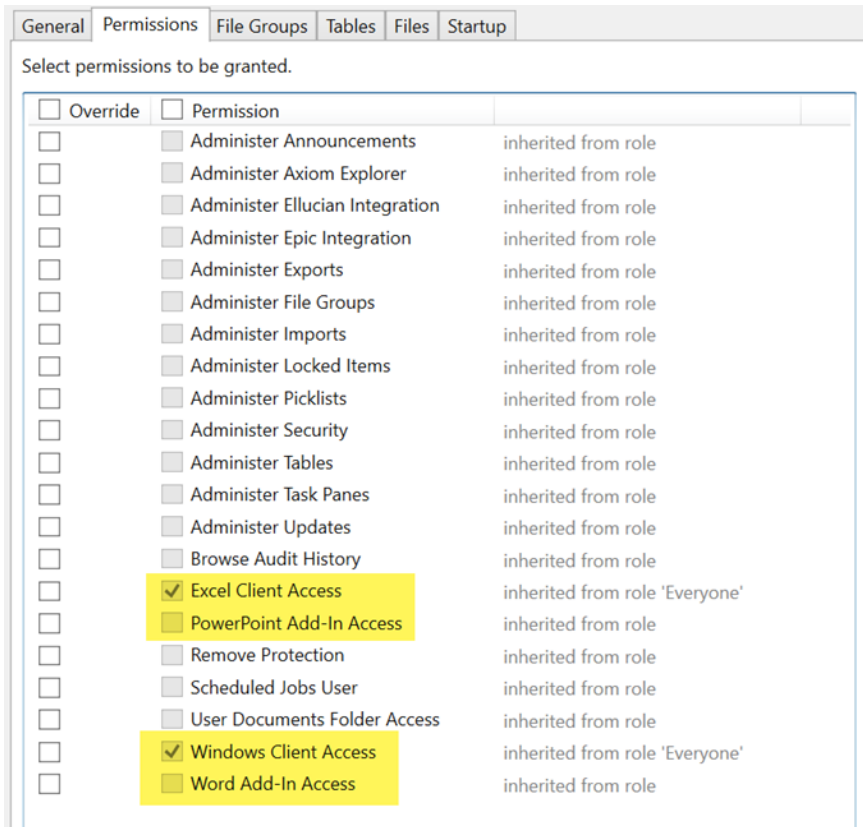 General Permissions File Groups Tables Files Startup
Select permissions to be granted.
Override Permission
Administer Announcements inherited from role
Administer Axiom Explorer inherited from role
Administer Ellucian Integration inherited from role
Administer Epic Integration inherited from role
Administer Exports inherited from role
Administer File Groups inherited from role
Administer Imports inherited from role
Administer Locked Items inherited from role
Administer Picklists inherited from role
Administer Security inherited from role
Administer Tables inherited from role
Administer Task Panes inherited from role
Administer Updates inherited from role
Browse Audit History inherited from role
Excel Client Access inherited from role 'Everyone'
PowerPoint Add-In Access inherited from role
Remove Protection inherited from role
Scheduled Jobs User inherited from role
User Documents Folder Access inherited from role
Windows Client Access inherited from role 'Everyone'
Word Add-In Access inherited from role